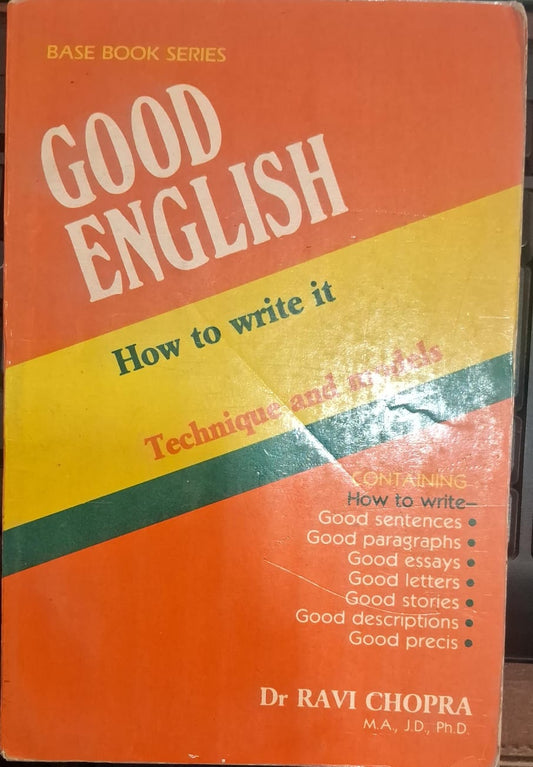 BASE BOOK SERIES
GOOD
ENGLISH
How to write it
Technique and models
CONTAINING
How to write–
Good sentences •
Good paragraphs •
Good essays •
Good letters •
Good stories •
Good descriptions •
Good precis •
Dr RAVI CHOPRA
M.A., J.D., Ph.D.